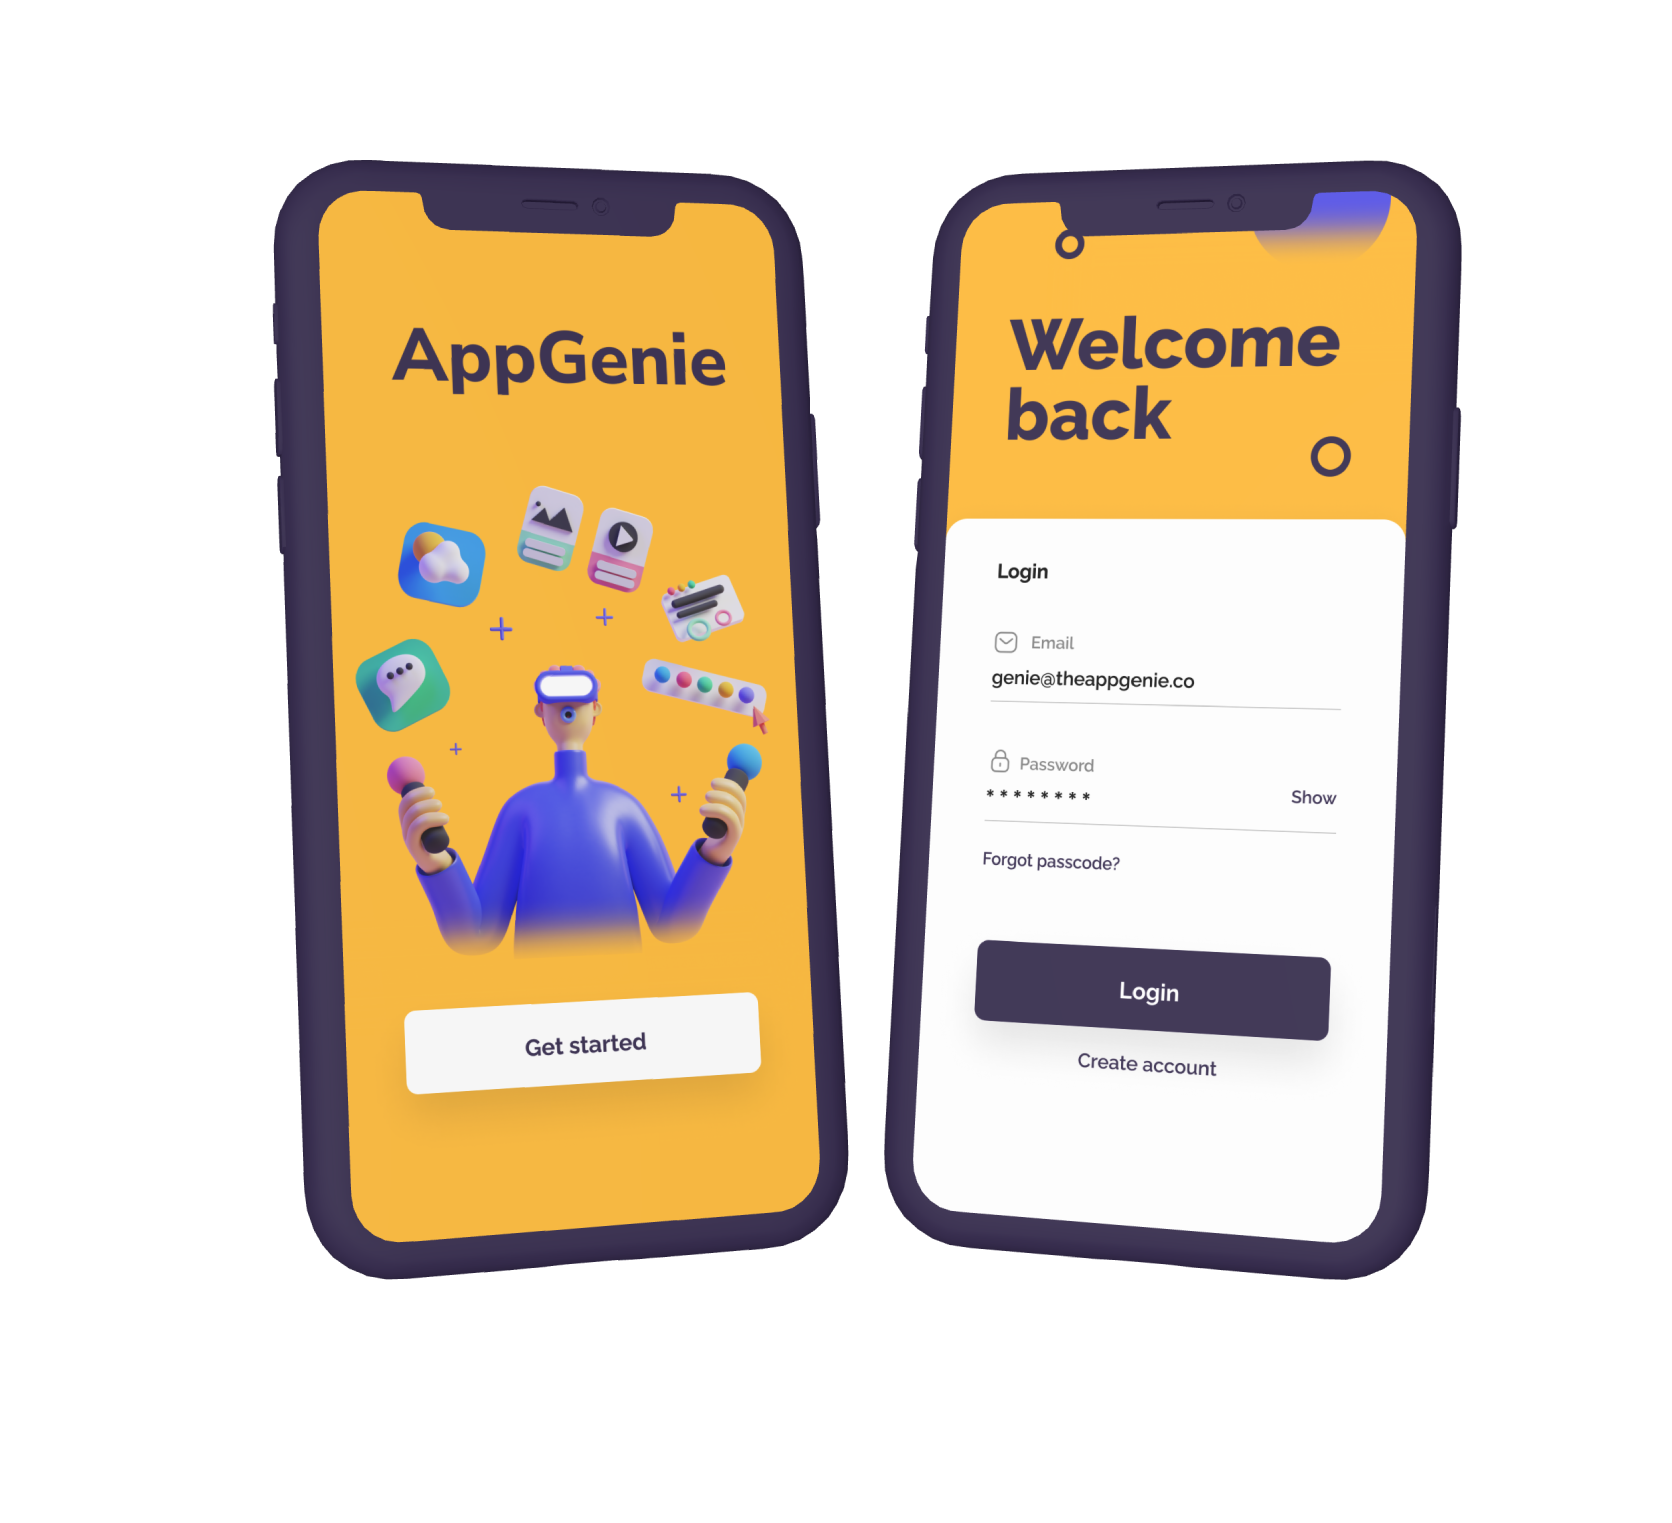 AppGenie
Get started
Welcome
back
Login
Email
genie@theappgenie.co
Password
********
Show
Forgot passcode?
Login
Create account